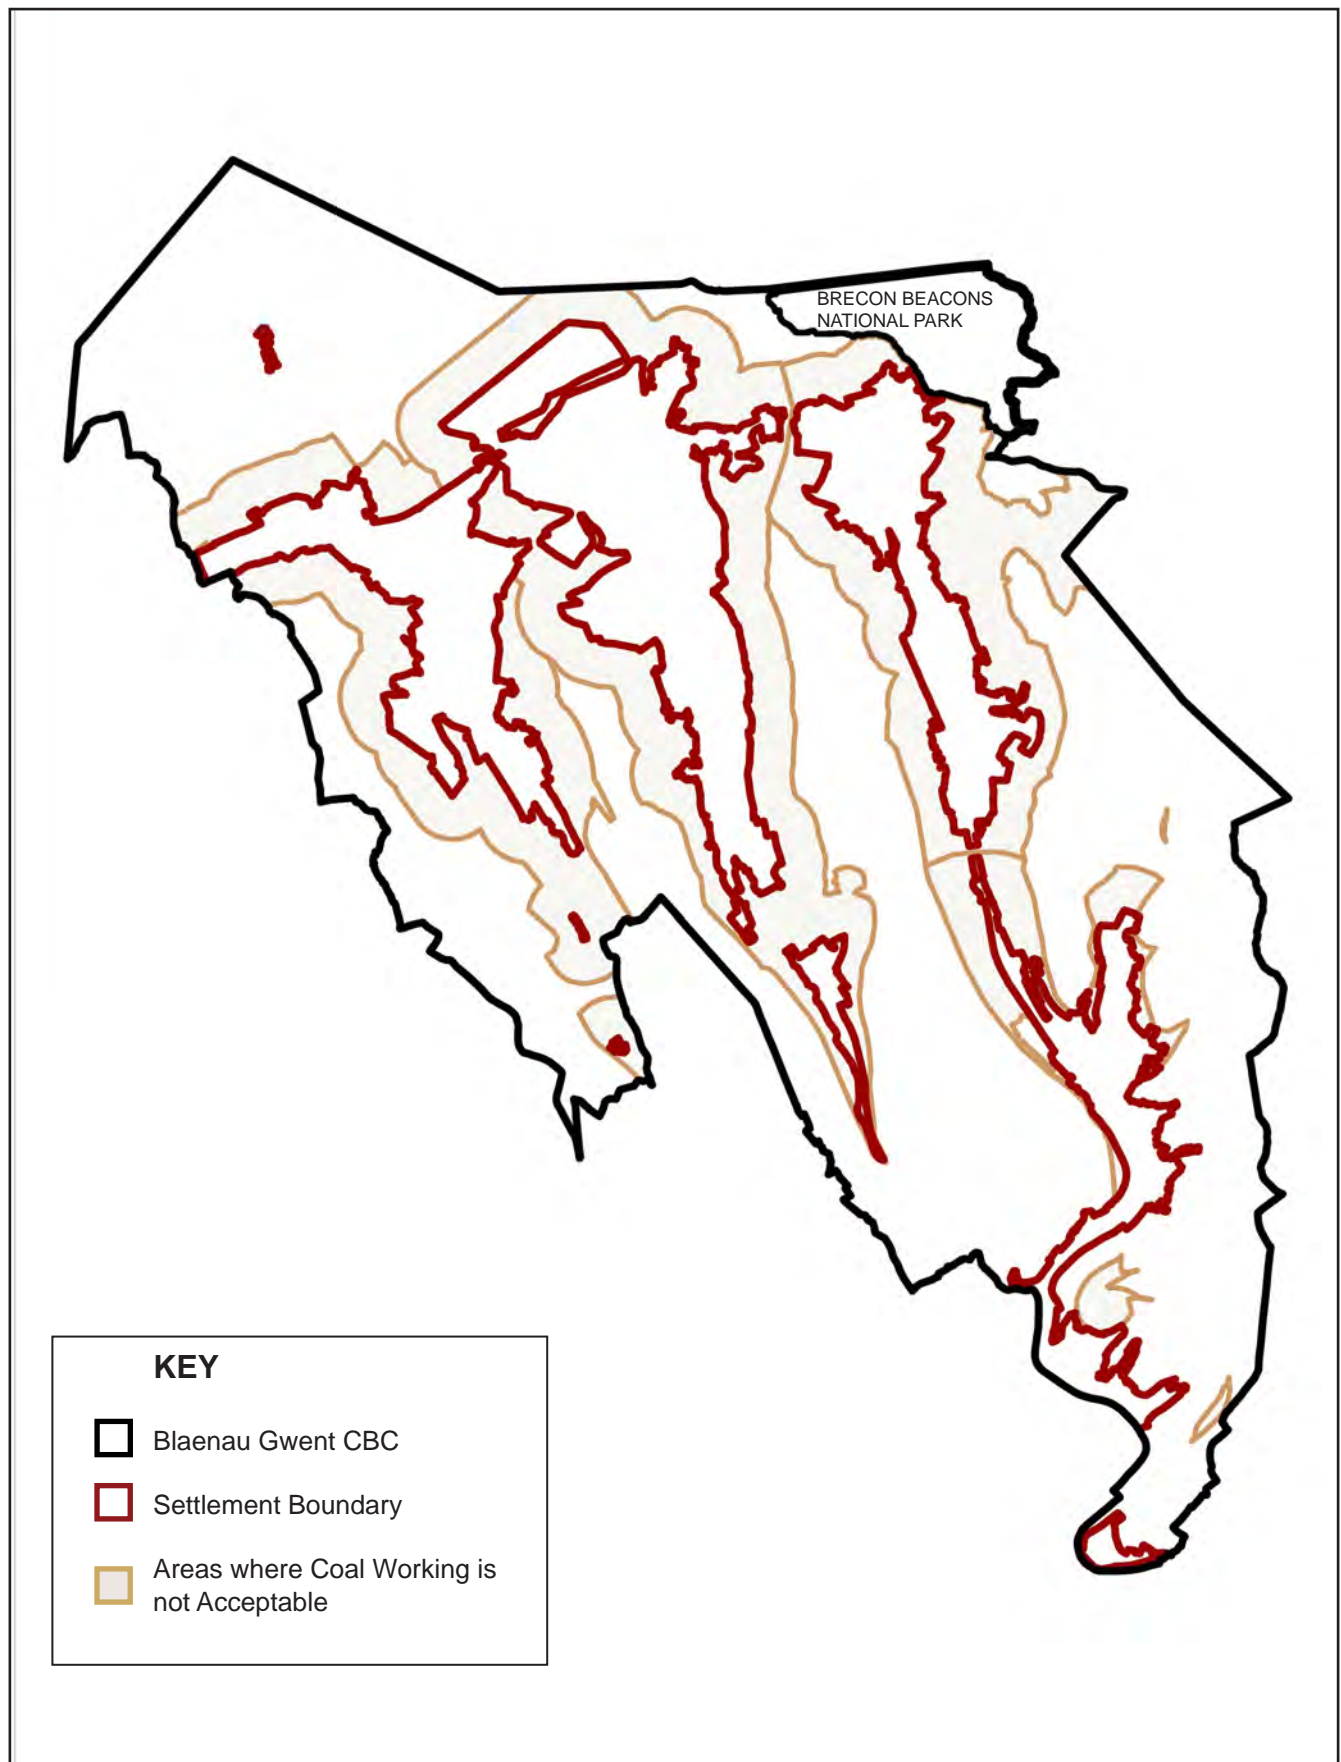 BRECON BEACONS
NATIONAL PARK
KEY
Blaenau Gwent CBC
Settlement Boundary
Areas where Coal Working is
not Acceptable